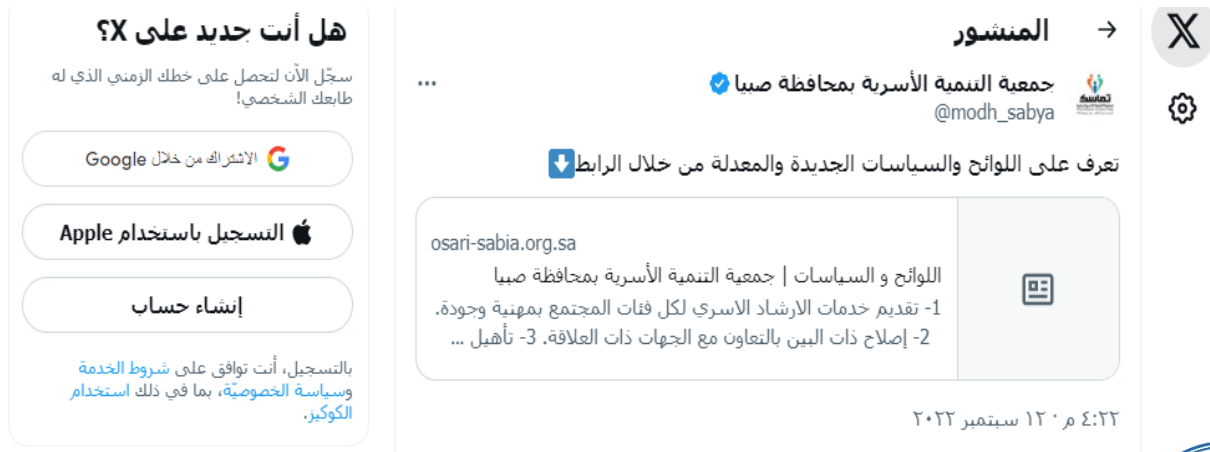 المنشور
جمعية التنمية الأسرية بمحافظة صبيا
@modh_sabya
تعرف على اللوائح والسياسات الجديدة والمعدلة من خلال الرابط
osari-sabia.org.sa
اللوائح و السياسات | جمعية التنمية الأسرية بمحافظة صبيا
1- تقديم خدمات الارشاد الاسري لكل فئات المجتمع بمهنية وجودة.
2- إصلاح ذات البين بالتعاون مع الجهات ذات العلاقة. 3- تأهيل ...
٤:٢٢ م · ١٢ سبتمبر ٢٠٢٢
هل أنت جديد على X؟
سجّل الآن لتحصل على خطك الزمني الذي له
طابعك الشخصي!
الاشتراك من خلال Google
التسجيل باستخدام Apple
إنشاء حساب
بالتسجيل، أنت توافق على شروط الخدمة
وسياسة الخصوصيّة، بما في ذلك استخدام
الكوكيز.
تماسك